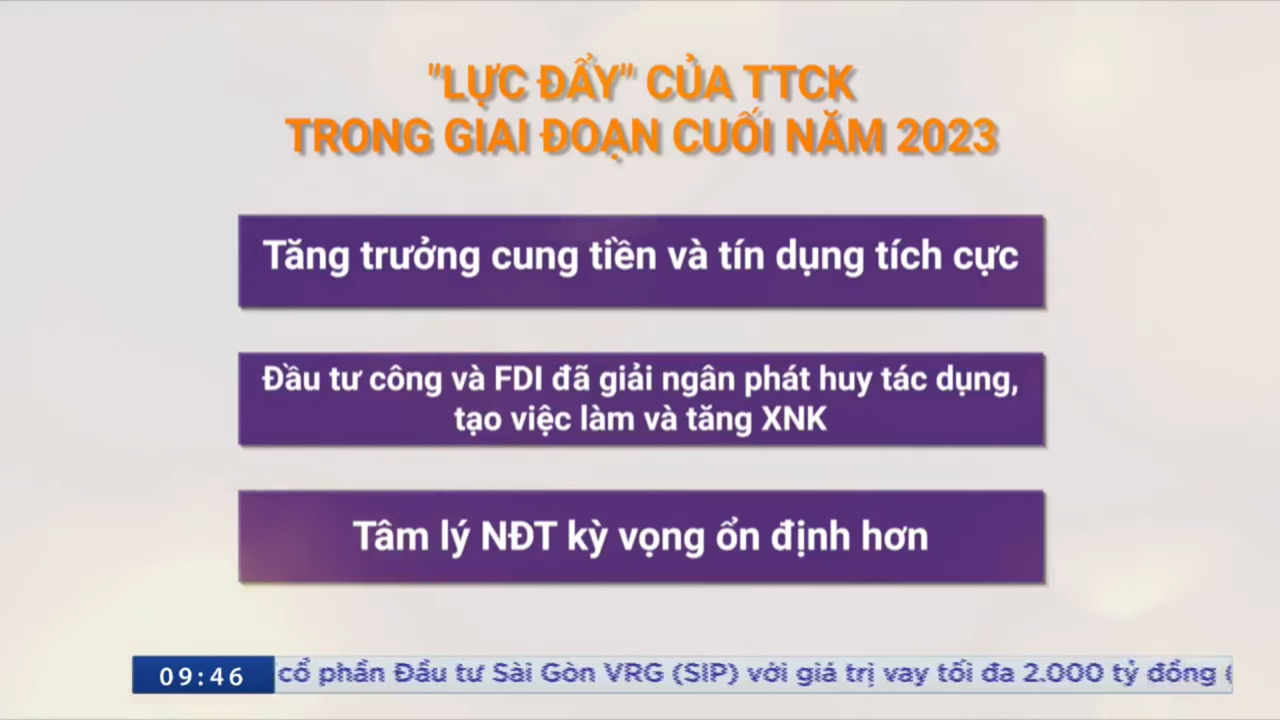 "LỰC ĐẨY" CỦA TTCK
TRONG GIAI ĐOẠN CUỐI NĂM 2023
Tăng trưởng cung tiền và tín dụng tích cực
Đầu tư công và FDI đã giải ngân phát huy tác dụng,
tạo việc làm và tăng XNK
Tâm lý NĐT kỳ vọng ổn định hơn
09:46 cổ phần Đầu tư Sài Gòn VRG (SIP) với giá trị vay tối đa 2.000 tỷ đồng (